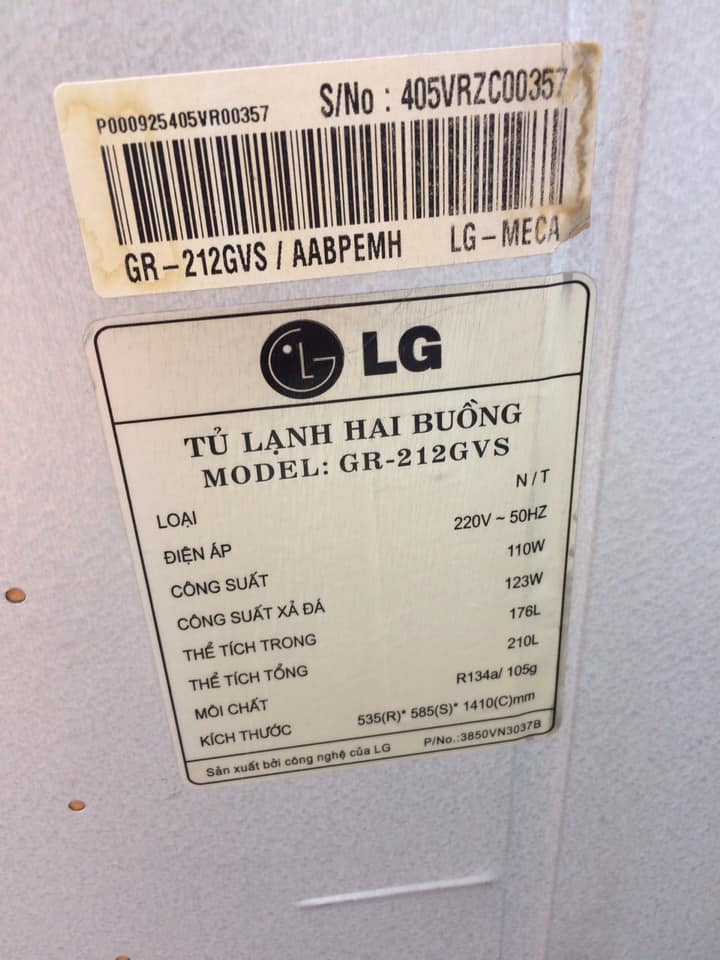 P000925405VR00357 S/No : 405VRZC00357
GR-212GVS / AABPEMH LG-MECA
LG
TỦ LẠNH HAI BUỒNG
MODEL: GR-212GVS
LOẠI N/T
ĐIỆN ÁP 220V ~ 50HZ
CÔNG SUẤT 110W
CÔNG SUẤT XẢ ĐÁ 123W
THỂ TÍCH TRONG 176L
THỂ TÍCH TỔNG 210L
MÔI CHẤT R134a/ 105g
KÍCH THƯỚC 535(R)* 585(S)* 1410(C)mm
Sản xuất bởi công nghệ của LG P/No.:3850VN3037B